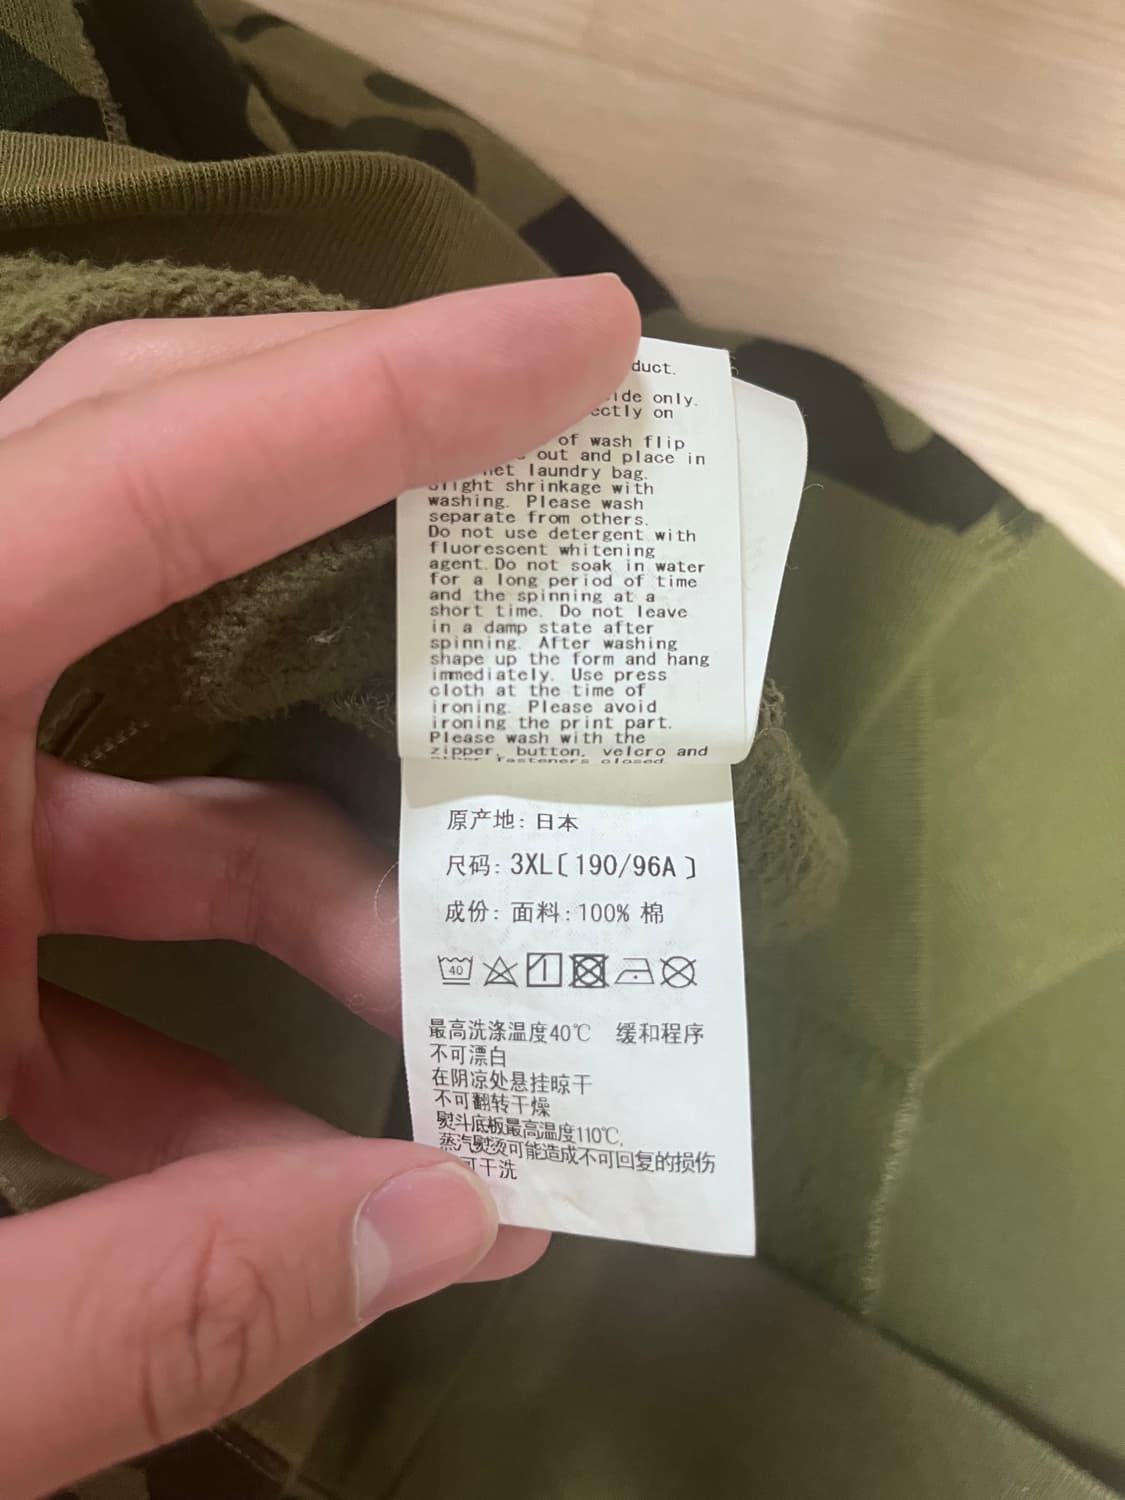 duct.
only.
on
of wash flip
out and place in
laundry bag.
shrinkage with
washing. Please wash
separate from others.
Do not use detergent with
fluorescent whitening
agent. Do not soak in water
for a long period of time
and the spinning at a
short time. Do not leave
in a damp state after
spinning. After washing
shape up the form and hang
immediately. Use press
cloth at the time of
ironing. Please avoid
ironing the print part.
Please wash with the
zipper, button, velcro and
other fasteners closed.
原产地: 日本
尺码: 3XL〔190/96A〕
成份: 面料: 100% 棉
40
最高洗涤温度40℃ 缓和程序
不可漂白
在阴凉处悬挂晾干
不可翻转干燥
熨斗底板最高温度110℃,
蒸汽熨烫可能造成不可回复的损伤
可干洗